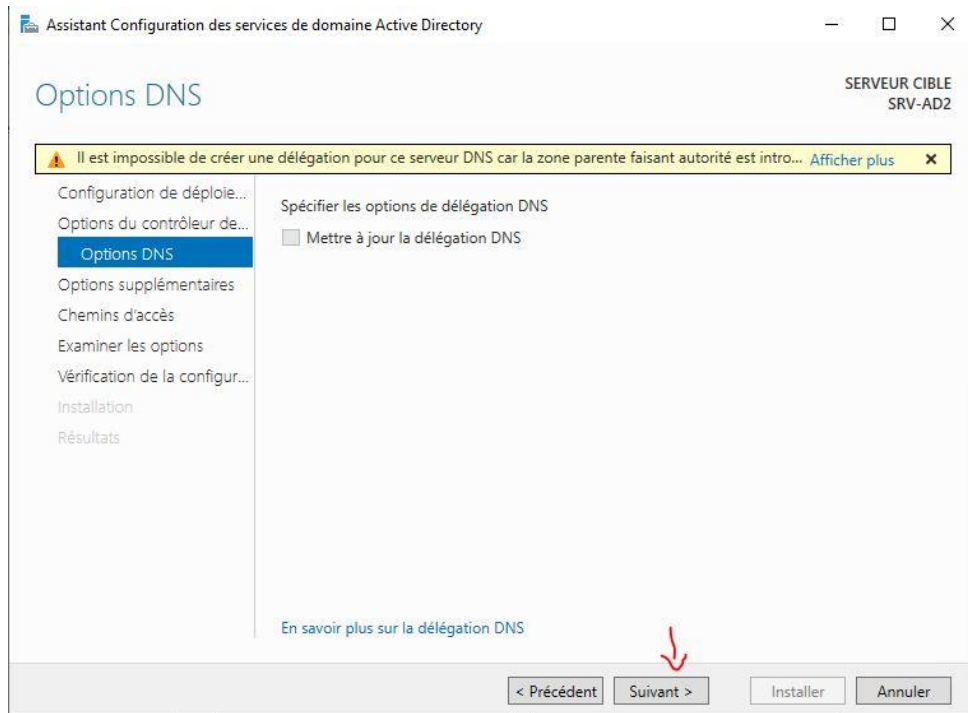 Assistant Configuration des services de domaine Active Directory
Options DNS
SERVEUR CIBLE
SRV-AD2
Il est impossible de créer une délégation pour ce serveur DNS car la zone parente faisant autorité est intro... Afficher plus
Configuration de déploie...
Options du contrôleur de...
Options DNS
Options supplémentaires
Chemins d'accès
Examiner les options
Vérification de la configur...
Installation
Résultats
Spécifier les options de délégation DNS
Mettre à jour la délégation DNS
En savoir plus sur la délégation DNS
< Précédent
Suivant >
Installer
Annuler